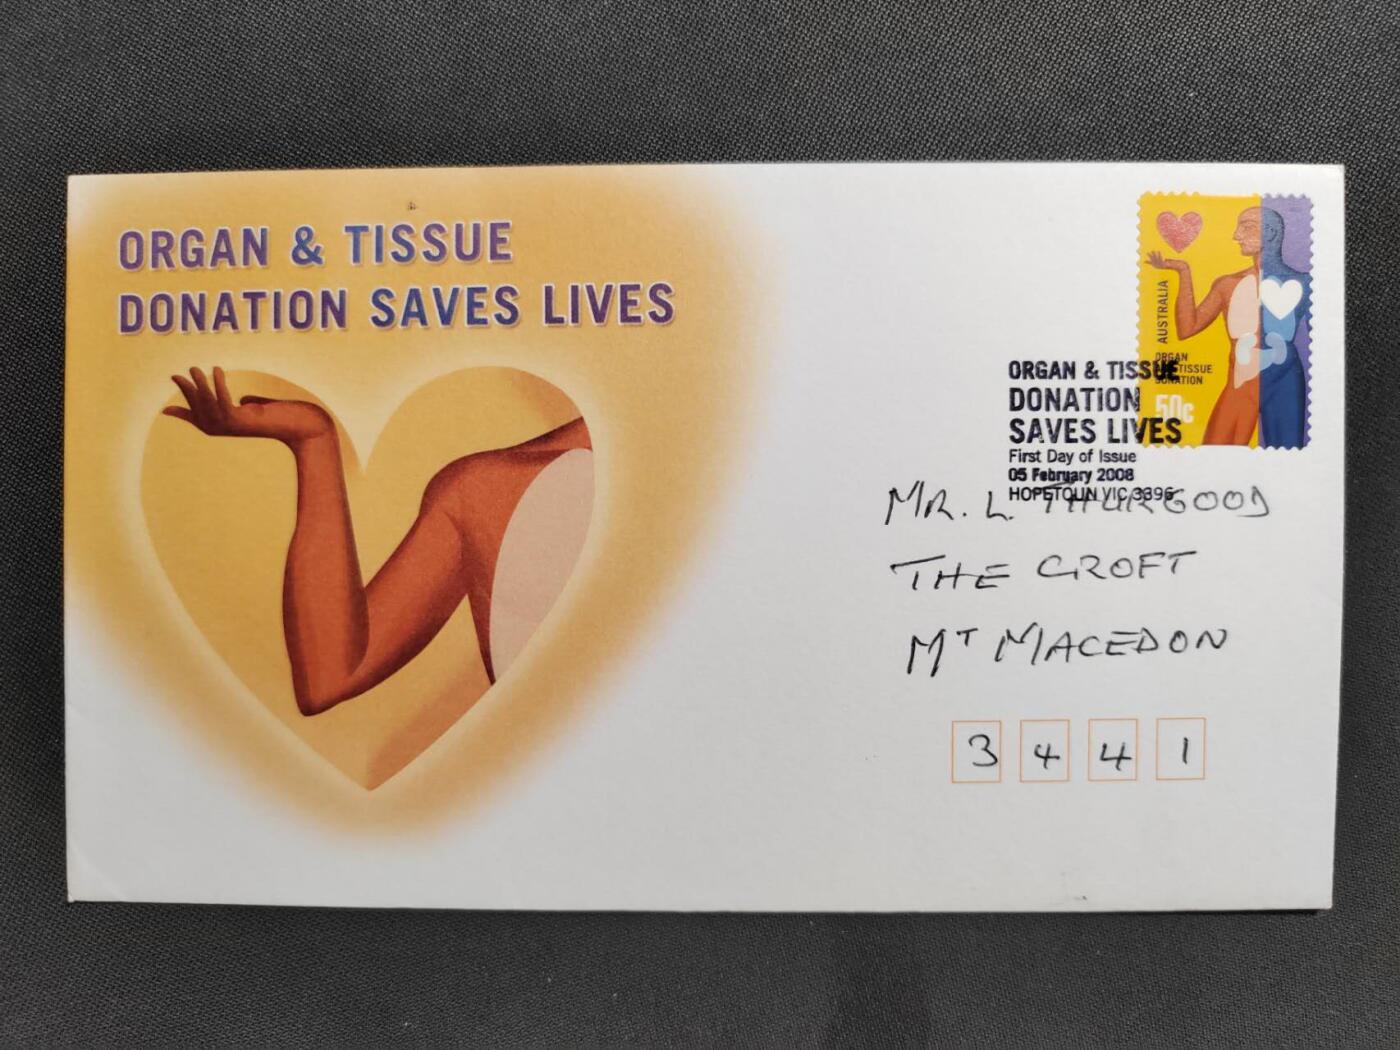 ORGAN & TISSUE
DONATION SAVES LIVES
AUSTRALIA
ORGAN
AND TISSUE
DONATION
50c
ORGAN & TISSUE
DONATION
SAVES LIVES
First Day of Issue
05 February 2008
HOPETOUN VIC 3396
MR. L. THURGOOD
THE CROFT
MT MACEDON
3 4 4 1